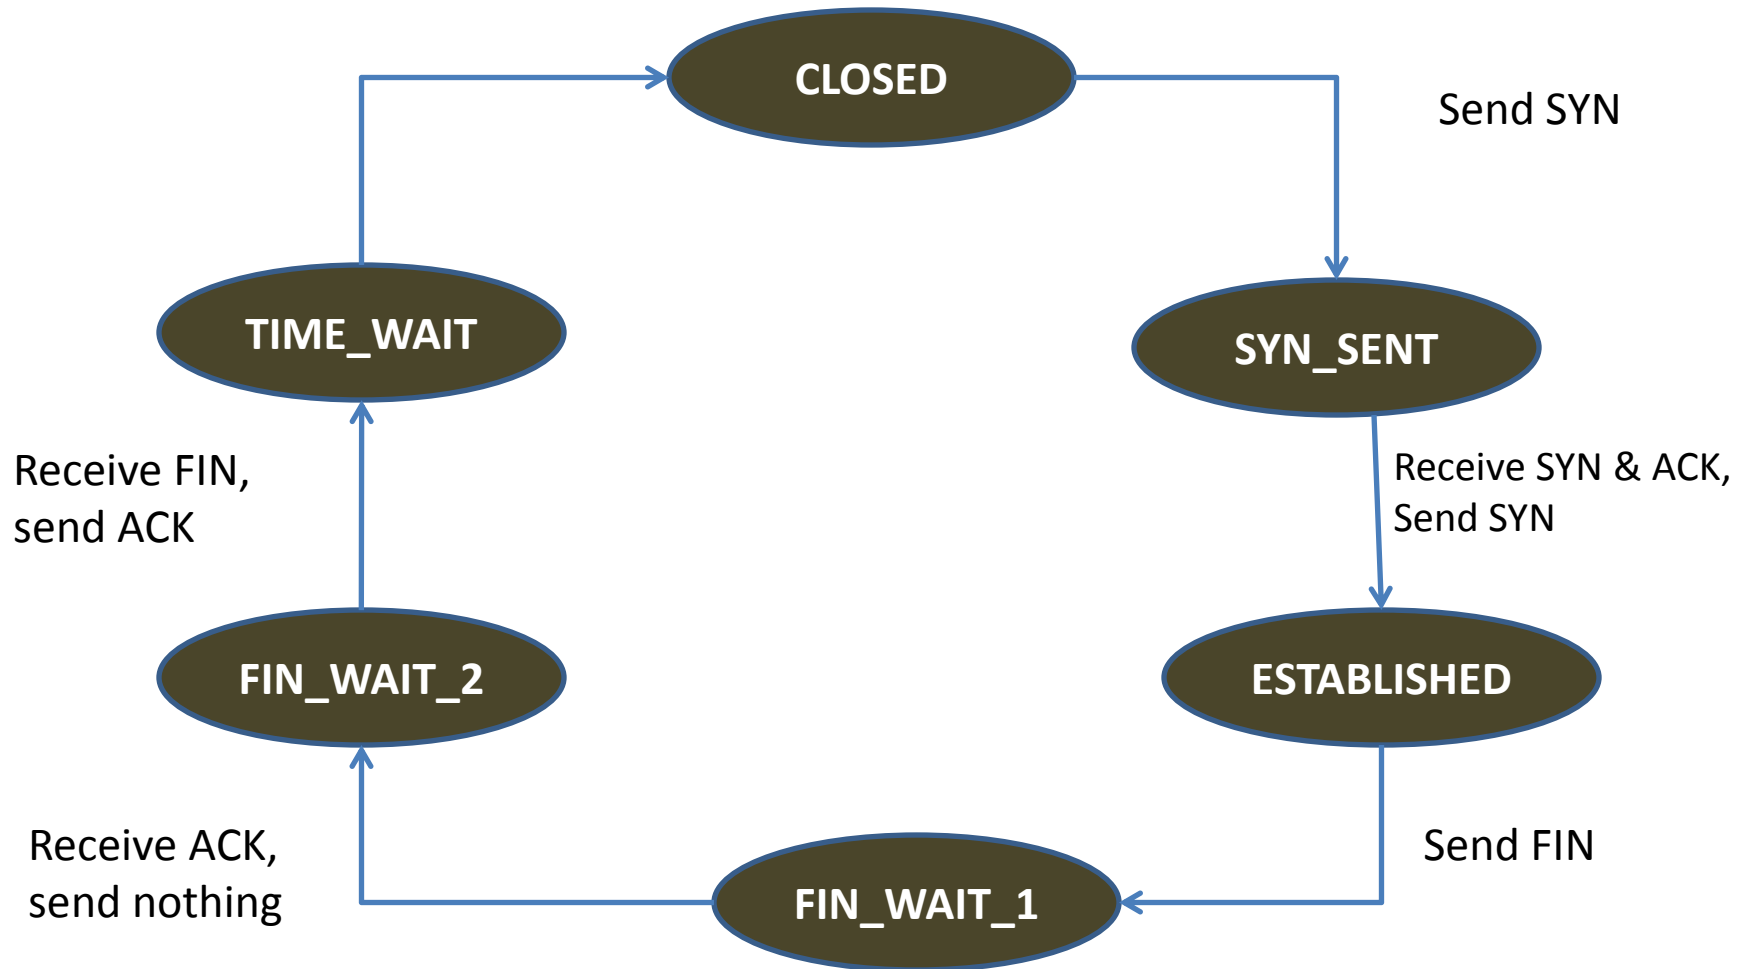 CLOSED
Send SYN
TIME_WAIT
SYN_SENT
Receive FIN,
send ACK
Receive SYN & ACK,
Send SYN
FIN_WAIT_2
ESTABLISHED
Receive ACK,
send nothing
Send FIN
FIN_WAIT_1